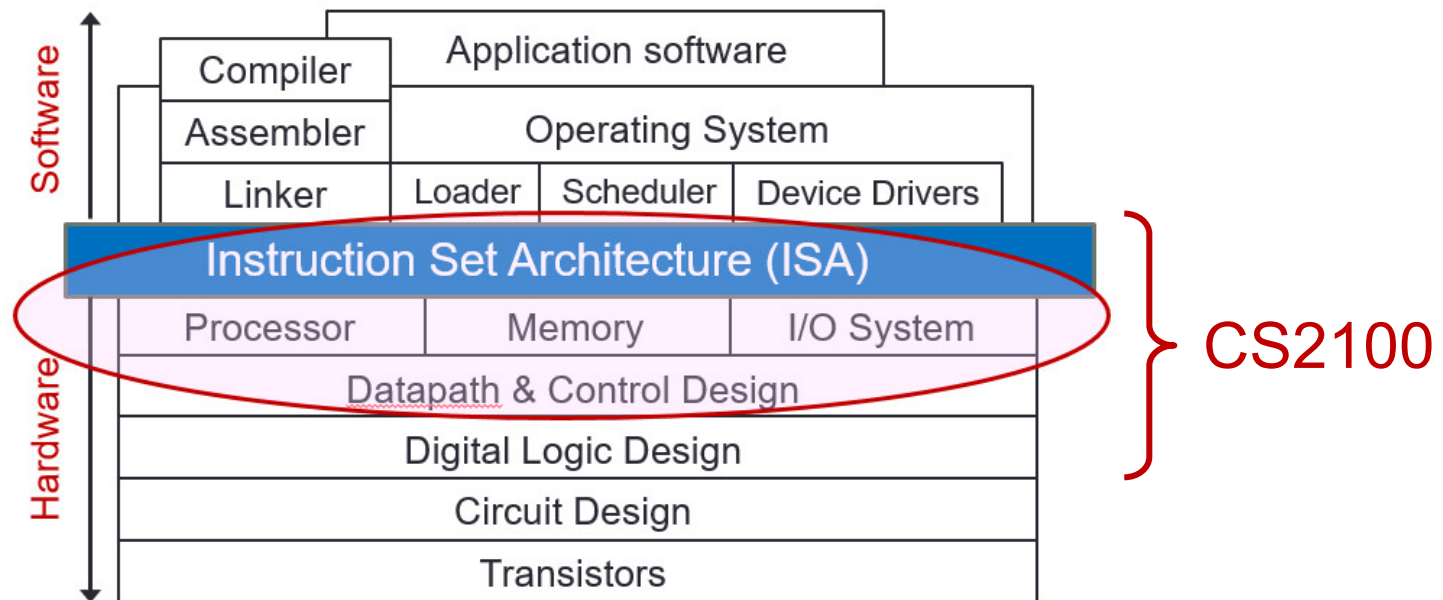 Software
Application software
Compiler
Assembler
Operating System
Linker
Loader
Scheduler
Device Drivers
Instruction Set Architecture (ISA)
Processor
Memory
I/O System
Datapath & Control Design
Digital Logic Design
Circuit Design
Transistors
Hardware
CS2100